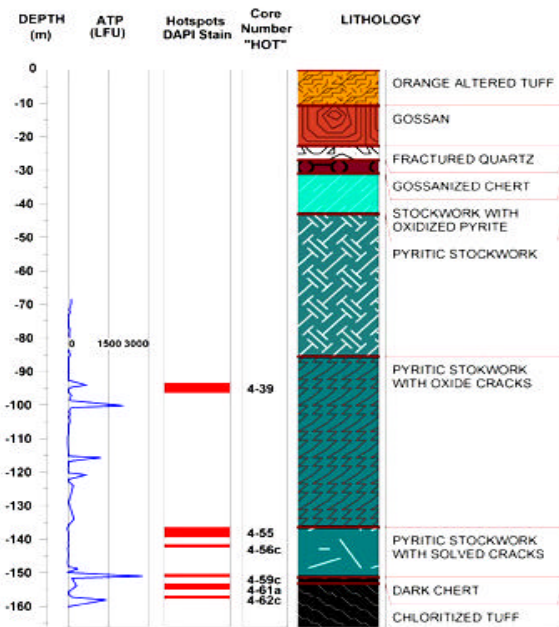 DEPTH
(m)
ATP
(LFU)
Hotspots
DAPI Stain
Core
Number
"HOT"
LITHOLOGY
0
-10
-20
-30
-40
-50
-60
-70
-80
-90
-100
-110
-120
-130
-140
-150
-160
0 1500 3000
4-39
4-55
4-56c
4-59c
4-61a
4-62c
ORANGE ALTERED TUFF
GOSSAN
FRACTURED QUARTZ
GOSSANIZED CHERT
STOCKWORK WITH
OXIDIZED PYRITE
PYRITIC STOCKWORK
PYRITIC STOKWORK
WITH OXIDE CRACKS
PYRITIC STOCKWORK
WITH SOLVED CRACKS
DARK CHERT
CHLORITIZED TUFF